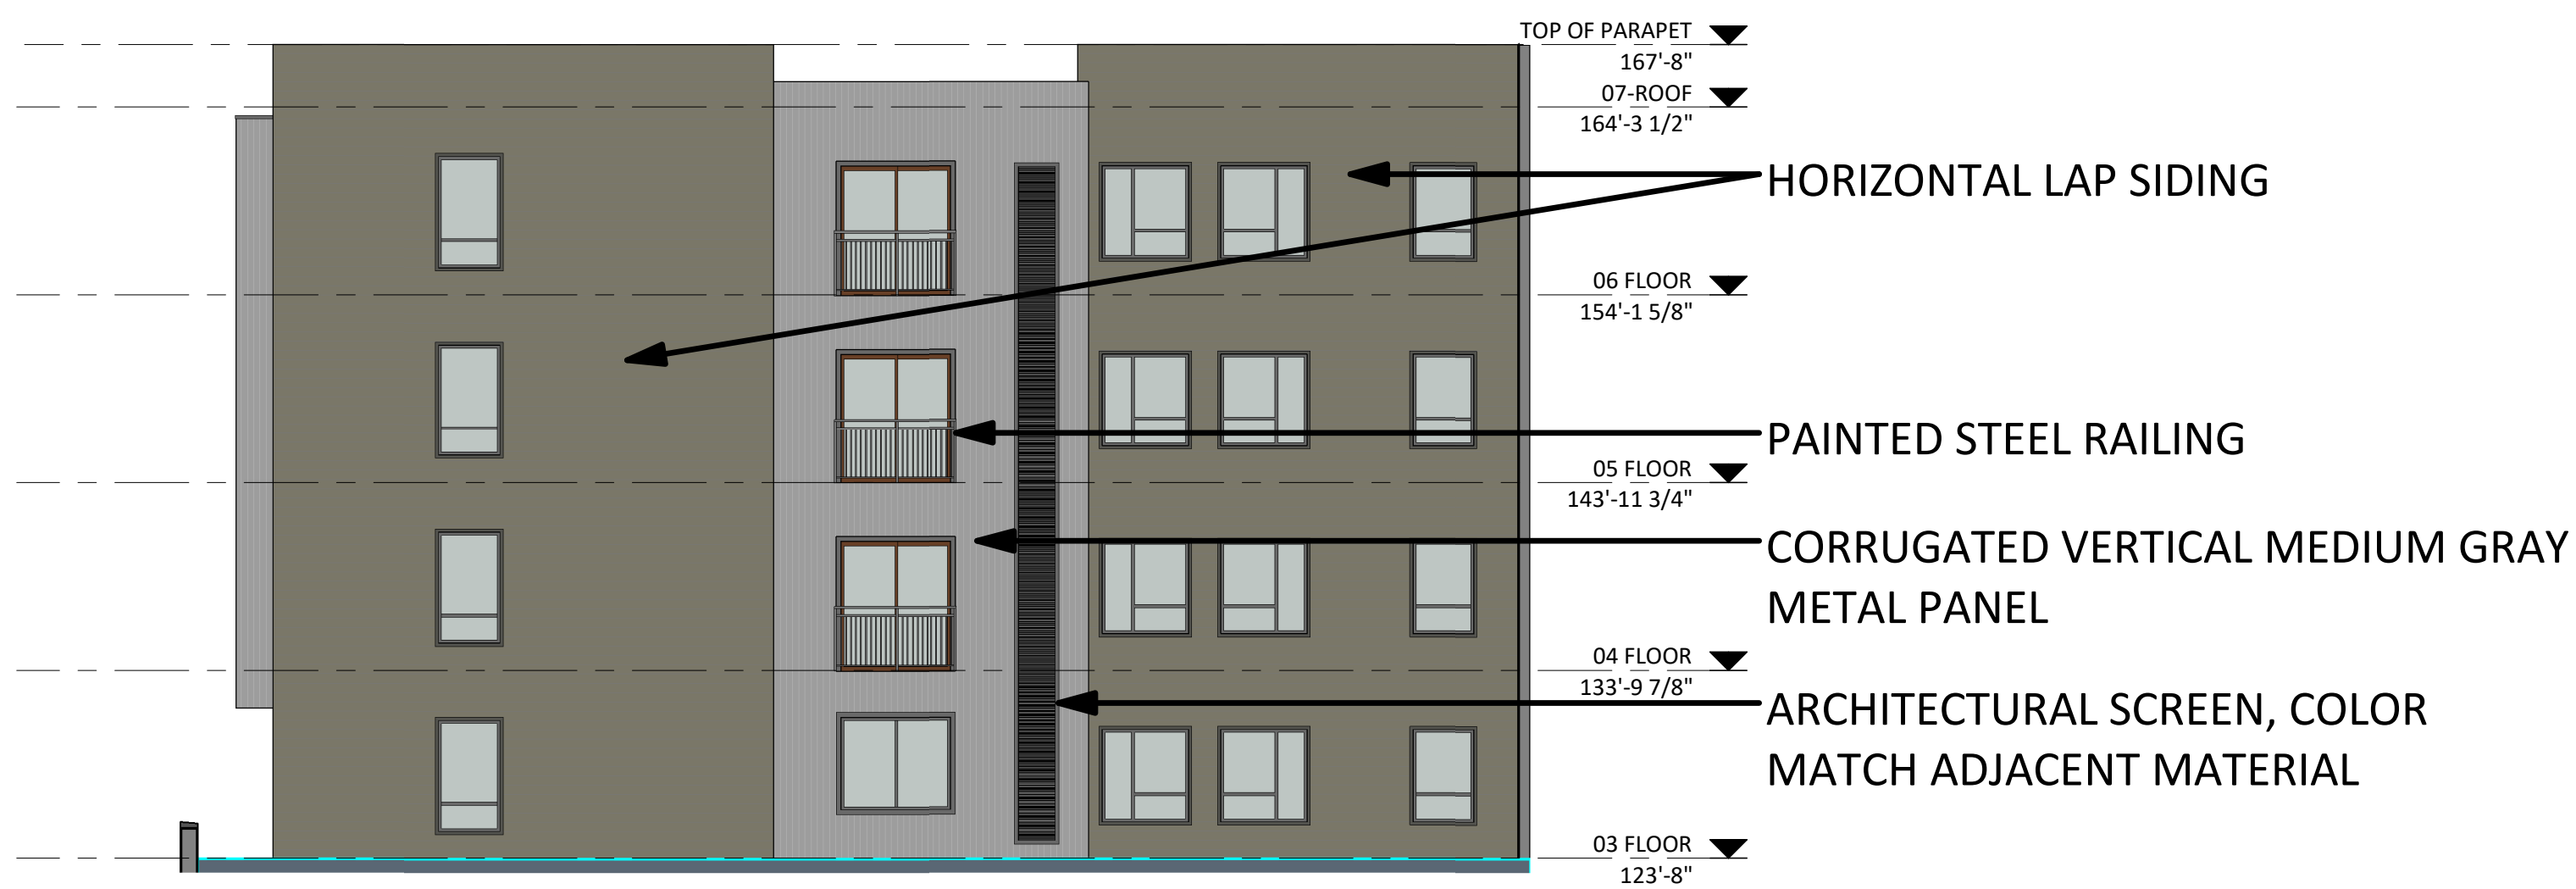 TOP OF PARAPET
167'-8"
07-ROOF
164'-3 1/2"
HORIZONTAL LAP SIDING
06 FLOOR
154'-1 5/8"
PAINTED STEEL RAILING
05 FLOOR
143'-11 3/4"
CORRUGATED VERTICAL MEDIUM GRAY
METAL PANEL
04 FLOOR
133'-9 7/8"
ARCHITECTURAL SCREEN, COLOR
MATCH ADJACENT MATERIAL
03 FLOOR
123'-8"